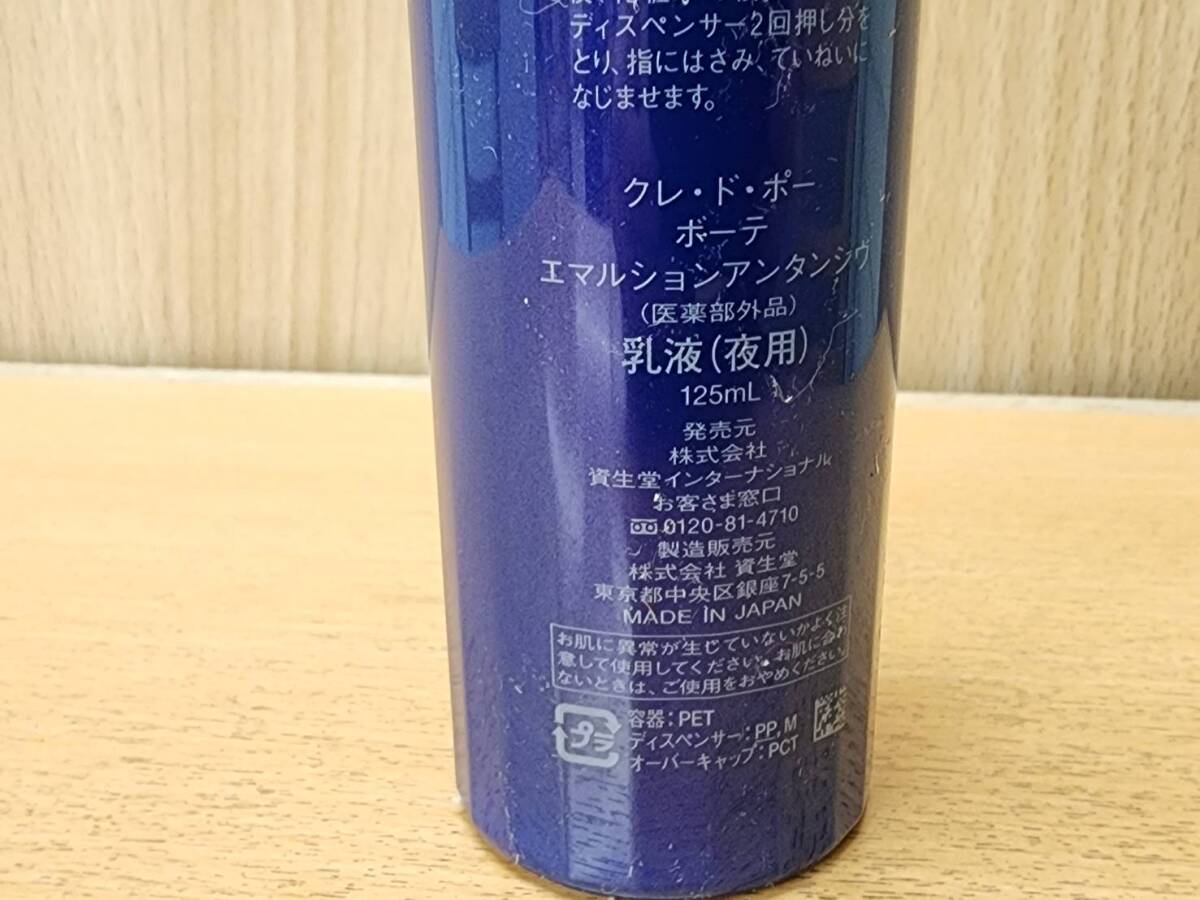 ディスペンサー2回押し分を
とり、指にはさみ、ていねいに
なじませます。
クレ・ド・ポー
ボーテ
エマルションアンタンシヴ
(医薬部外品)
乳液(夜用)
125mL
発売元
株式会社
資生堂インターナショナル
お客さま窓口
0120-81-4710
製造販売元
株式会社 資生堂
東京都中央区銀座7-5-5
MADE IN JAPAN
お肌に異常が生じていないかよく注
意して使用してください。お肌に合わ
ないときは、ご使用をおやめください。
プラ
容器:PET
ディスペンサー:PP,M
オーバーキャップ:PCT